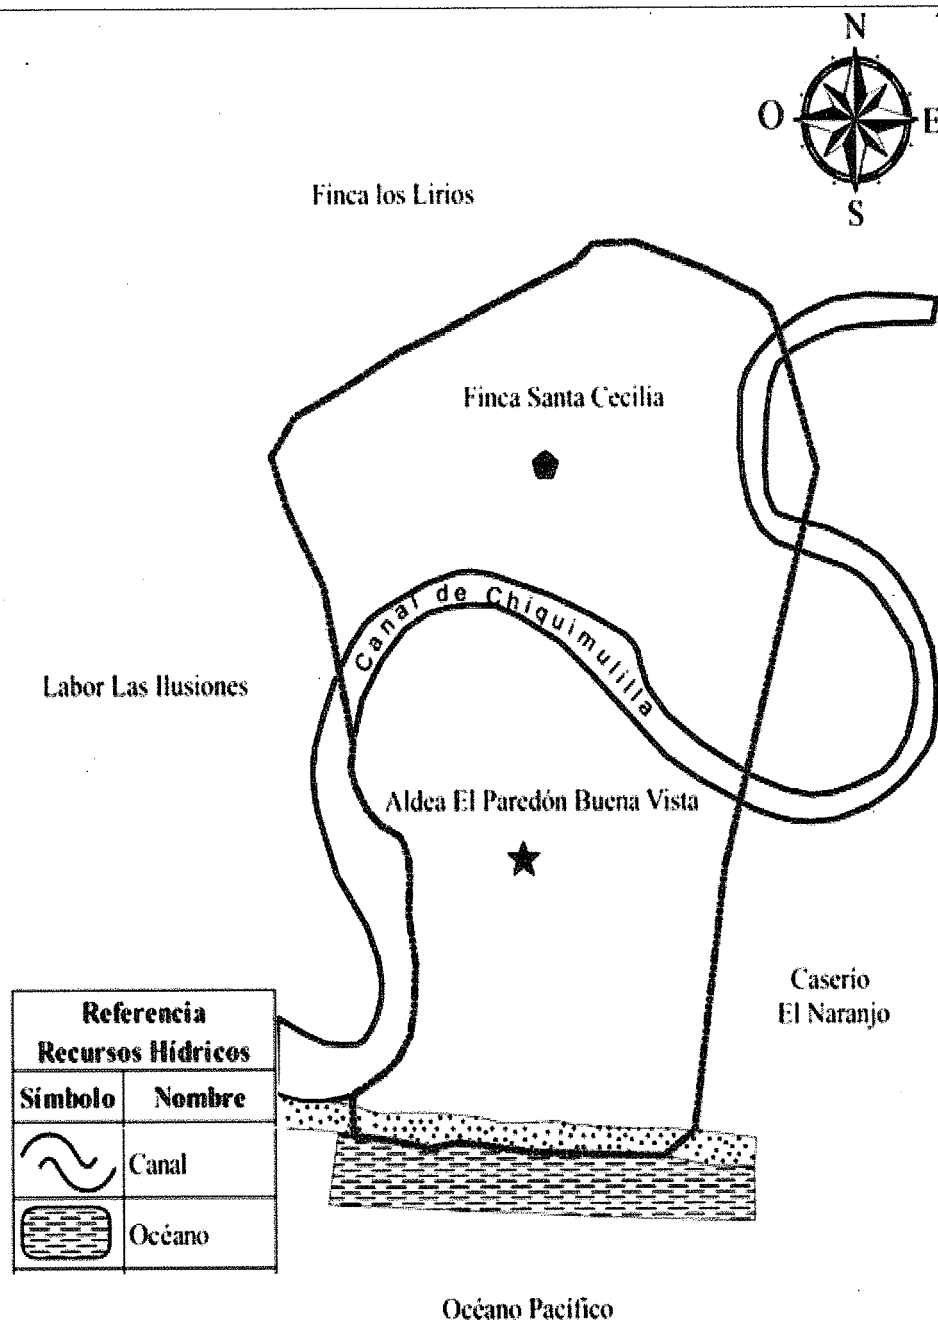 N
O
E
S
Finca los Lirios
Finca Santa Cecilia
Canal de Chiquimulilla
Labor Las Ilusiones
Aldea El Paredón Buena Vista
Caserío
El Naranjo
Referencia
Recursos Hídricos
Símbolo Nombre
Canal
Océano
Océano Pacífico